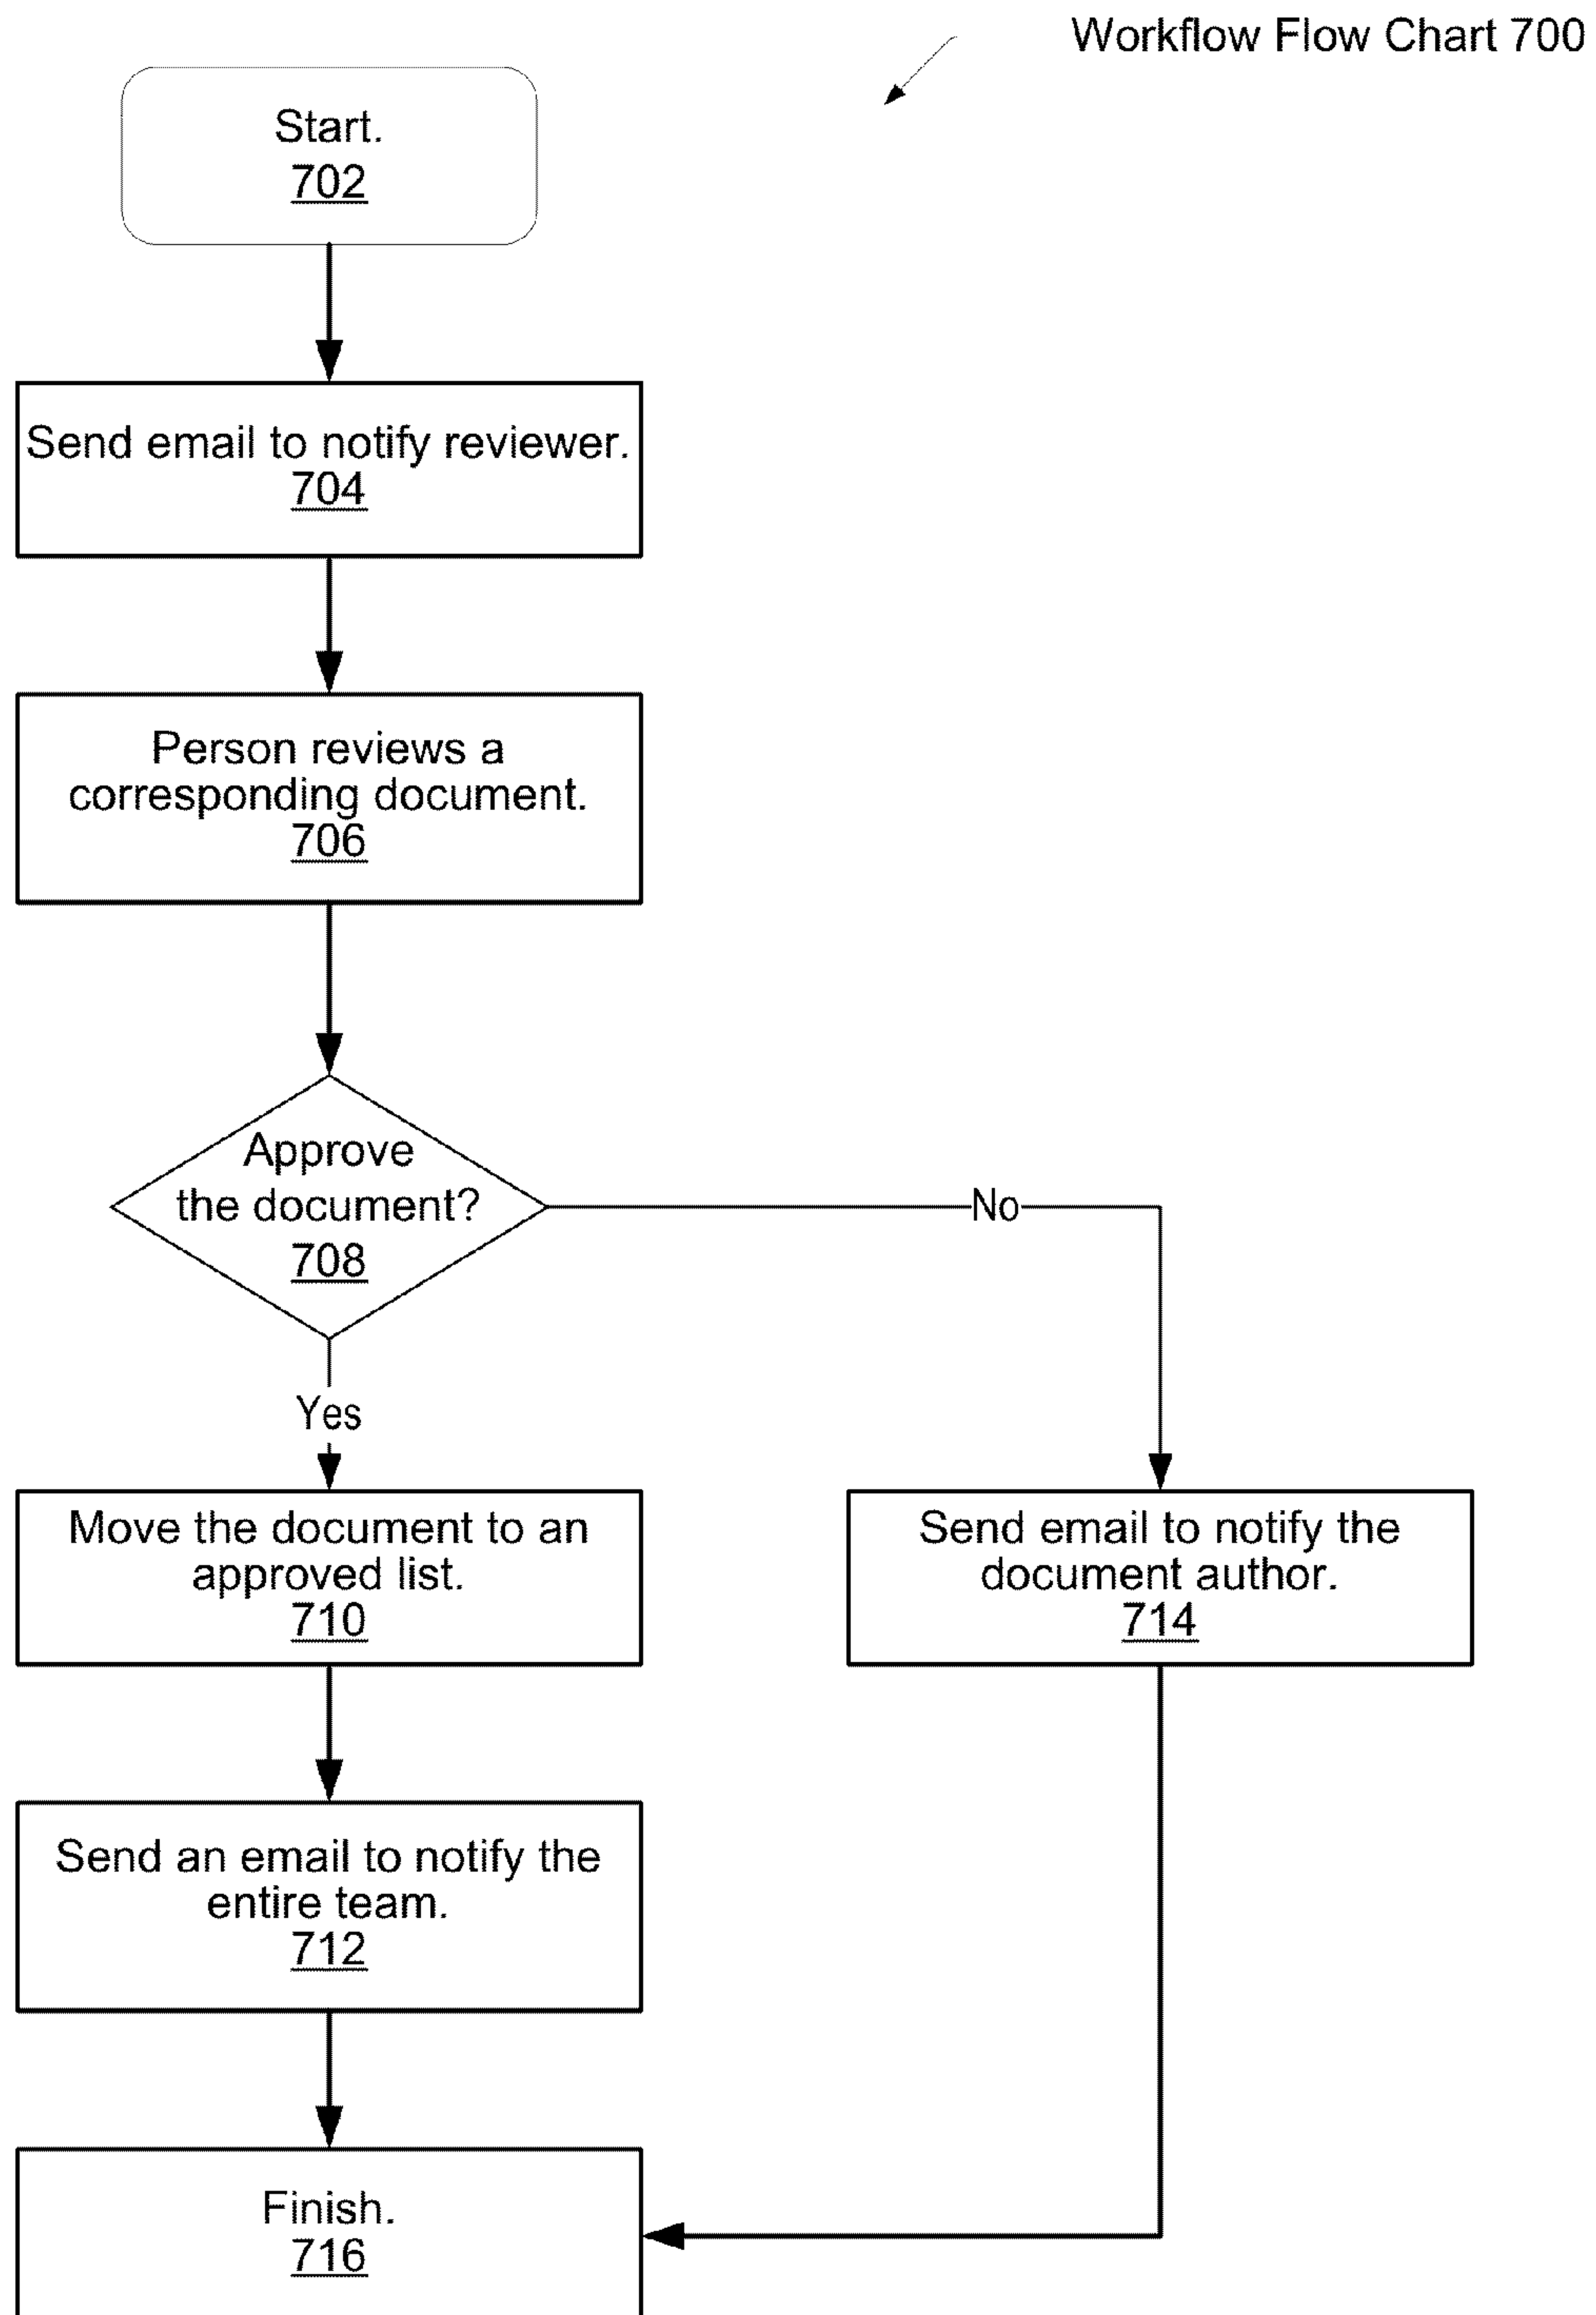 Workflow Flow Chart 700
Start.
702
Send email to notify reviewer.
704
Person reviews a
corresponding document.
706
Approve
the document?
708
No
Yes
Move the document to an
approved list.
710
Send email to notify the
document author.
714
Send an email to notify the
entire team.
712
Finish.
716